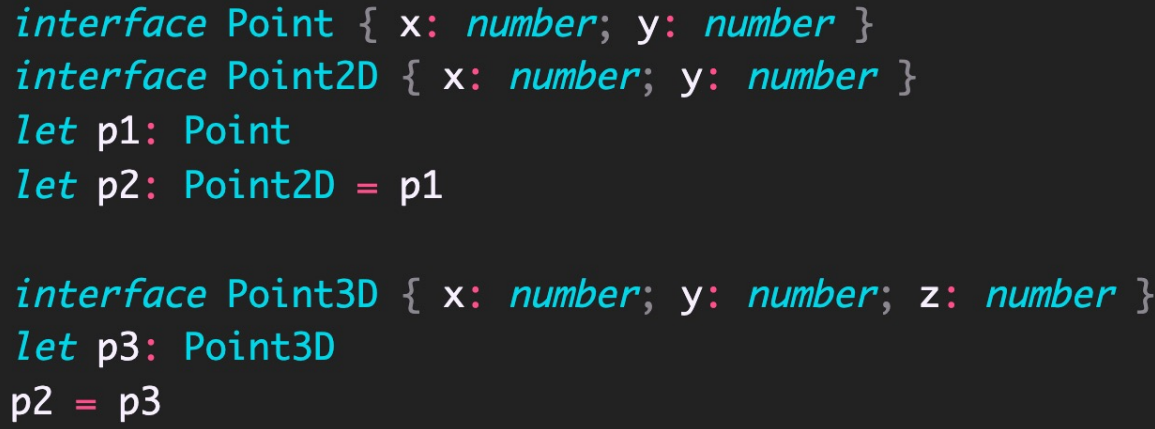 interface Point { x: number; y: number }
interface Point2D { x: number; y: number }
let p1: Point
let p2: Point2D = p1
interface Point3D { x: number; y: number; z: number }
let p3: Point3D
p2 = p3